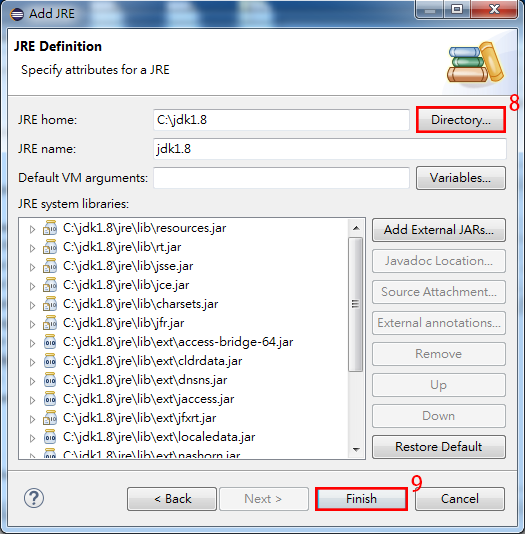 Add JRE
JRE Definition
Specify attributes for a JRE
8
JRE home: C:\jdk1.8 Directory...
JRE name: jdk1.8
Default VM arguments: Variables...
JRE system libraries:
C:\jdk1.8\jre\lib\resources.jar
C:\jdk1.8\jre\lib\rt.jar
C:\jdk1.8\jre\lib\jsse.jar
C:\jdk1.8\jre\lib\jce.jar
C:\jdk1.8\jre\lib\charsets.jar
C:\jdk1.8\jre\lib\jfr.jar
C:\jdk1.8\jre\lib\ext\access-bridge-64.jar
C:\jdk1.8\jre\lib\ext\cldrdata.jar
C:\jdk1.8\jre\lib\ext\dnsns.jar
C:\jdk1.8\jre\lib\ext\jaccess.jar
C:\jdk1.8\jre\lib\ext\jfxrt.jar
C:\jdk1.8\jre\lib\ext\localedata.jar
C:\jdk1.8\jre\lib\ext\nashorn.jar
Add External JARs...
Javadoc Location...
Source Attachment...
External annotations...
Remove
Up
Down
Restore Default
9
? < Back Next > Finish Cancel